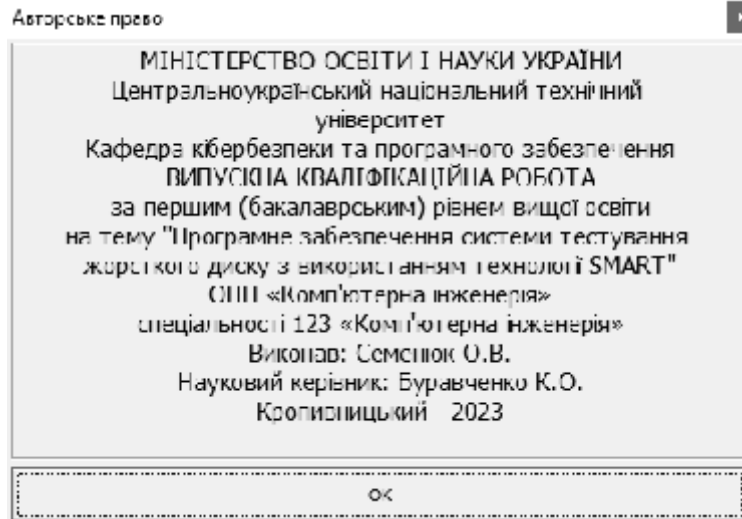 Авторське право
МІНІСТЕРСТВО ОСВІТИ І НАУКИ УКРАЇНИ
Центральноукраїнський національний технічний
університет
Кафедра кібербезпеки та програмного забезпечення
ВИПУСКНА КВАЛІФІКАЦІЙНА РОБОТА
за першим (бакалаврським) рівнем вищої освіти
на тему "Програмне забезпечення системи тестування
жорсткого диску з використанням технології SMART"
ОПП «Комп'ютерна інженерія»
спеціальності 123 «Комп'ютерна інженерія»
Виконав: Семенюк О.В.
Науковий керівник: Буравченко К.О.
Кропивницький 2023
ОК